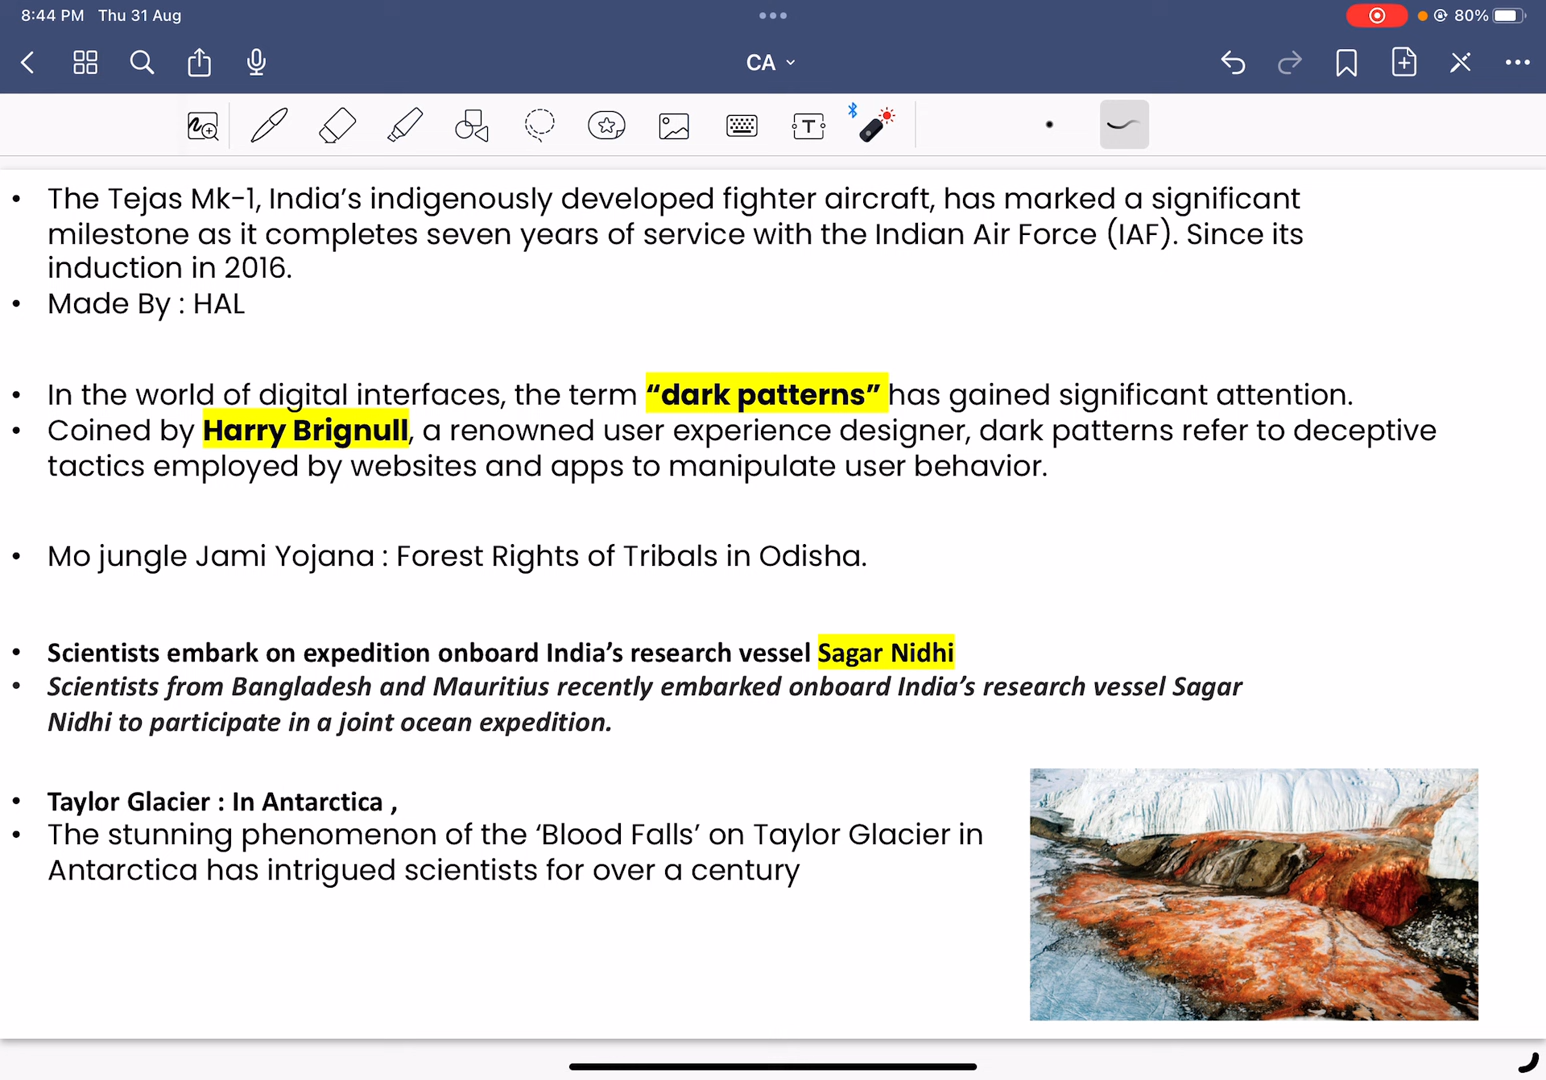 8:44 PM Thu 31 Aug
80%
CA
T
• The Tejas Mk-1, India’s indigenously developed fighter aircraft, has marked a significant
milestone as it completes seven years of service with the Indian Air Force (IAF). Since its
induction in 2016.
• Made By : HAL
• In the world of digital interfaces, the term “dark patterns” has gained significant attention.
• Coined by Harry Brignull, a renowned user experience designer, dark patterns refer to deceptive
tactics employed by websites and apps to manipulate user behavior.
• Mo jungle Jami Yojana : Forest Rights of Tribals in Odisha.
• Scientists embark on expedition onboard India’s research vessel Sagar Nidhi
• Scientists from Bangladesh and Mauritius recently embarked onboard India’s research vessel Sagar
Nidhi to participate in a joint ocean expedition.
• Taylor Glacier : In Antarctica ,
• The stunning phenomenon of the ‘Blood Falls’ on Taylor Glacier in
Antarctica has intrigued scientists for over a century